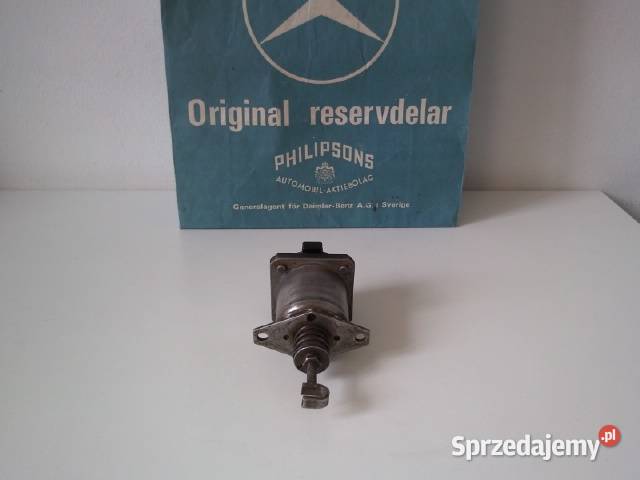 Original reservdelar
PHILIPSONS
AUTOMOBIL-AKTIEBOLAG
Generalagent för Daimler-Benz A.G. i Sverige
Sprzedajemy.pl